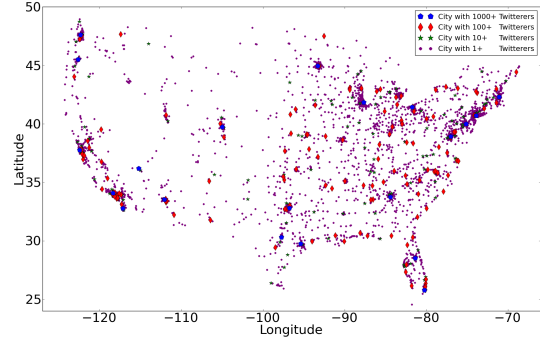 50
45
40
35
30
25
Latitude
City with 1000+ Twitterers
City with 100+ Twitterers
City with 10+ Twitterers
City with 1+ Twitterers
−120
−110
−100
−90
−80
−70
Longitude